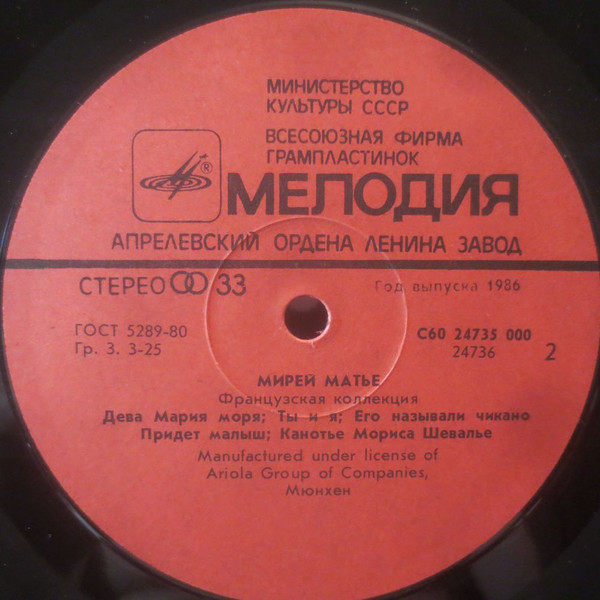 МИНИСТЕРСТВО
КУЛЬТУРЫ СССР
ВСЕСОЮЗНАЯ ФИРМА
ГРАМПЛАСТИНОК
®
МЕЛОДИЯ
АПРЕЛЕВСКИЙ ОРДЕНА ЛЕНИНА ЗАВОД
СТЕРЕО 33
Год выпуска 1986
ГОСТ 5289-80
Гр. 3. 3-25
С60 24735 000
24736
2
МИРЕЙ МАТЬЕ
Французская коллекция
Дева Мария моря; Ты и я; Его называли чикано
Придет малыш; Канотье Мориса Шевалье
Manufactured under license of
Ariola Group of Companies,
Мюнхен